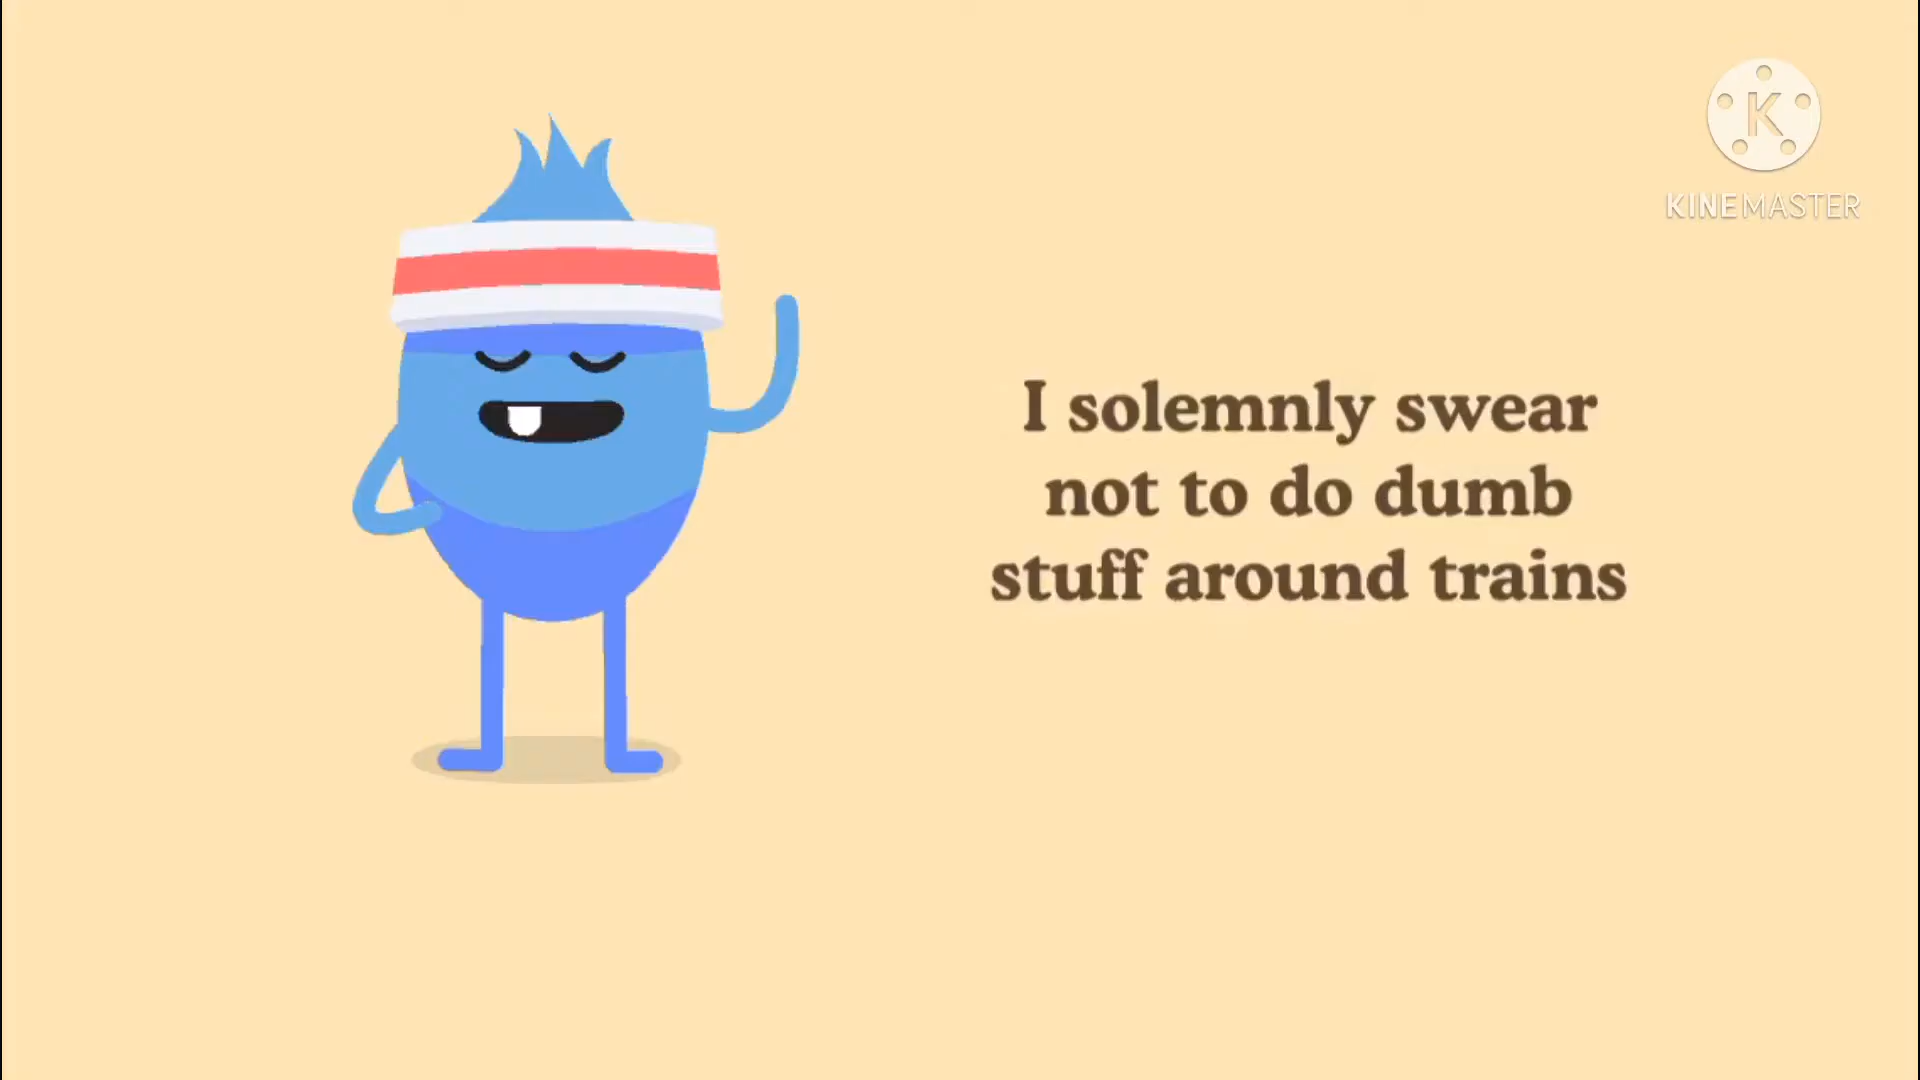 K
KINEMASTER
I solemnly swear
not to do dumb
stuff around trains